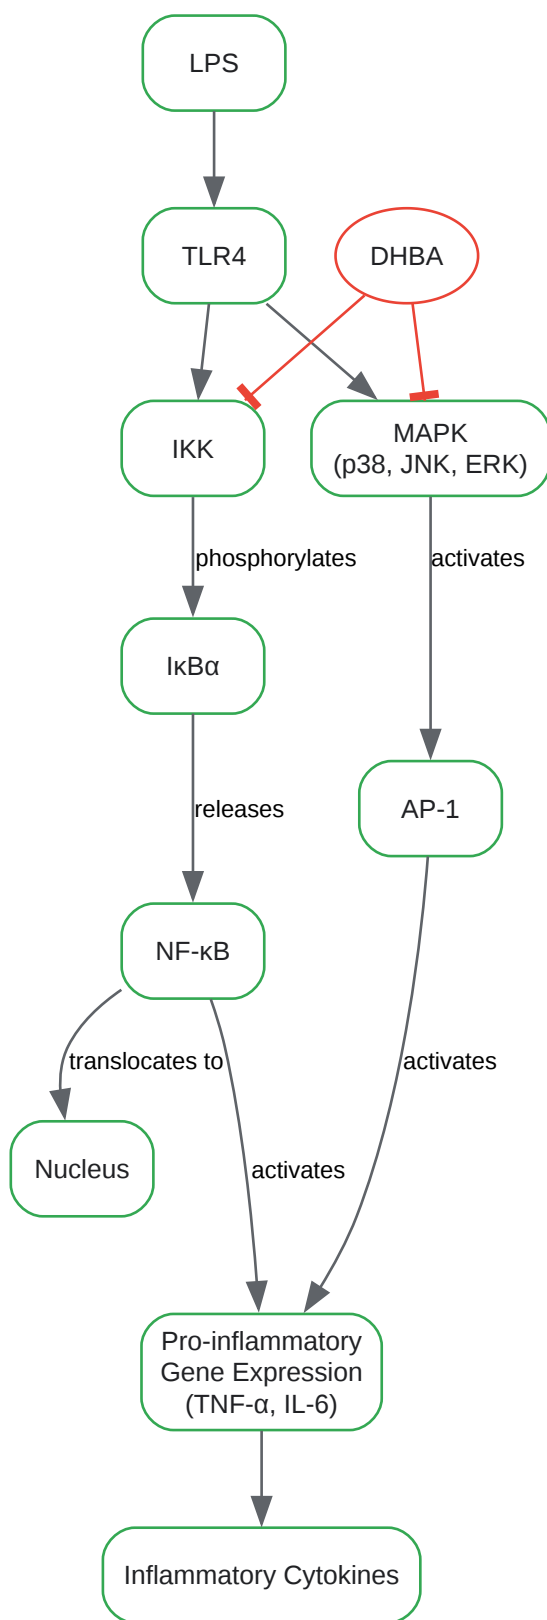 LPS
TLR4
DHBA
IKK
MAPK
(p38, JNK, ERK)
phosphorylates
activates
IκBα
releases
AP-1
NF-κB
translocates to
activates
Nucleus
activates
Pro-inflammatory
Gene Expression
(TNF-α, IL-6)
Inflammatory Cytokines